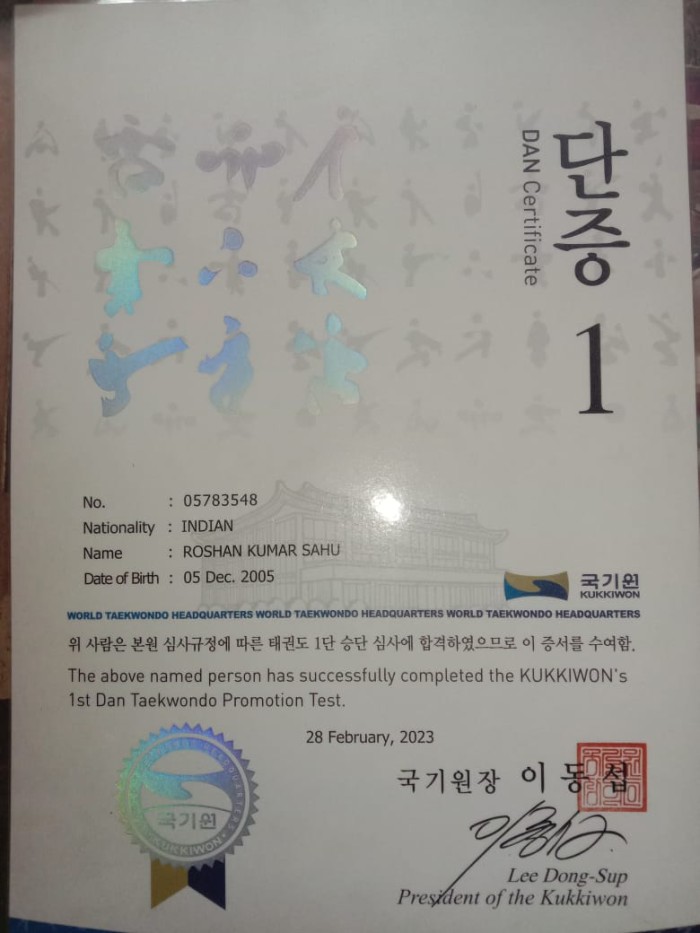 단증
DAN Certificate
1
No. : 05783548
Nationality : INDIAN
Name : ROSHAN KUMAR SAHU
Date of Birth : 05 Dec. 2005
국기원
KUKKIWON
WORLD TAEKWONDO HEADQUARTERS WORLD TAEKWONDO HEADQUARTERS WORLD TAEKWONDO HEADQUARTERS
위 사람은 본원 심사규정에 따른 태권도 1단 승단 심사에 합격하였으므로 이 증서를 수여함.
The above named person has successfully completed the KUKKIWON's
1st Dan Taekwondo Promotion Test.
28 February, 2023
국기원장 이동섭
Lee Dong-Sup
President of the Kukkiwon
국기원
KUKKIWON